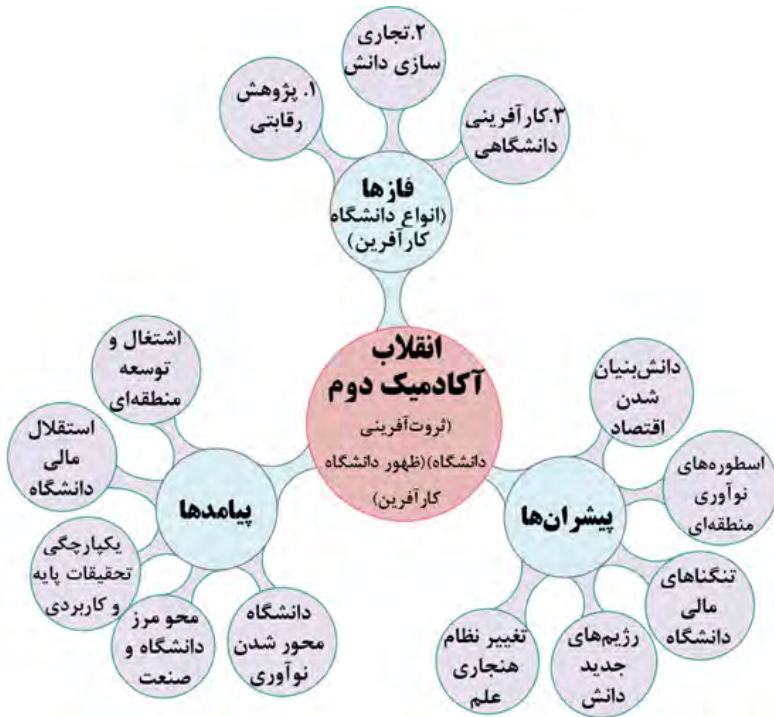 ۲.تجاری
سازی دانش
۱. پژوهش
رقابتی
۳.کارآفرینی
دانشگاهی
فازها
(انواع دانشگاه
کارآفرین)
انقلاب
آکادمیک دوم
(ثروت‌آفرینی
دانشگاه)(ظهور دانشگاه
کارآفرین)
پیشران‌ها
دانش‌بنیان
شدن
اقتصاد
اسطوره‌های
نوآوری
منطقه‌ای
تنگناهای
مالی
دانشگاه
رژیم‌های
جدید
دانش
تغییر نظام
هنجاری
علم
پیامدها
اشتغال و
توسعه
منطقه‌ای
استقلال
مالی
دانشگاه
یکپارچگی
تحقیقات پایه
و کاربردی
محو مرز
دانشگاه و
صنعت
دانشگاه
محور شدن
نوآوری